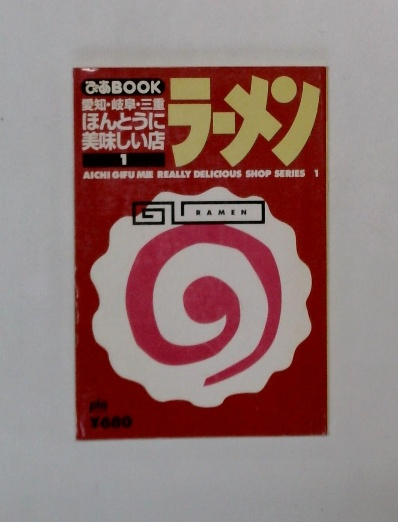 ぴあBOOK
愛知・岐阜・三重
ほんとうに
美味しい店
1
ラーメン
AICHI GIFU MIE REALLY DELICIOUS SHOP SERIES 1
RAMEN
pia
¥680